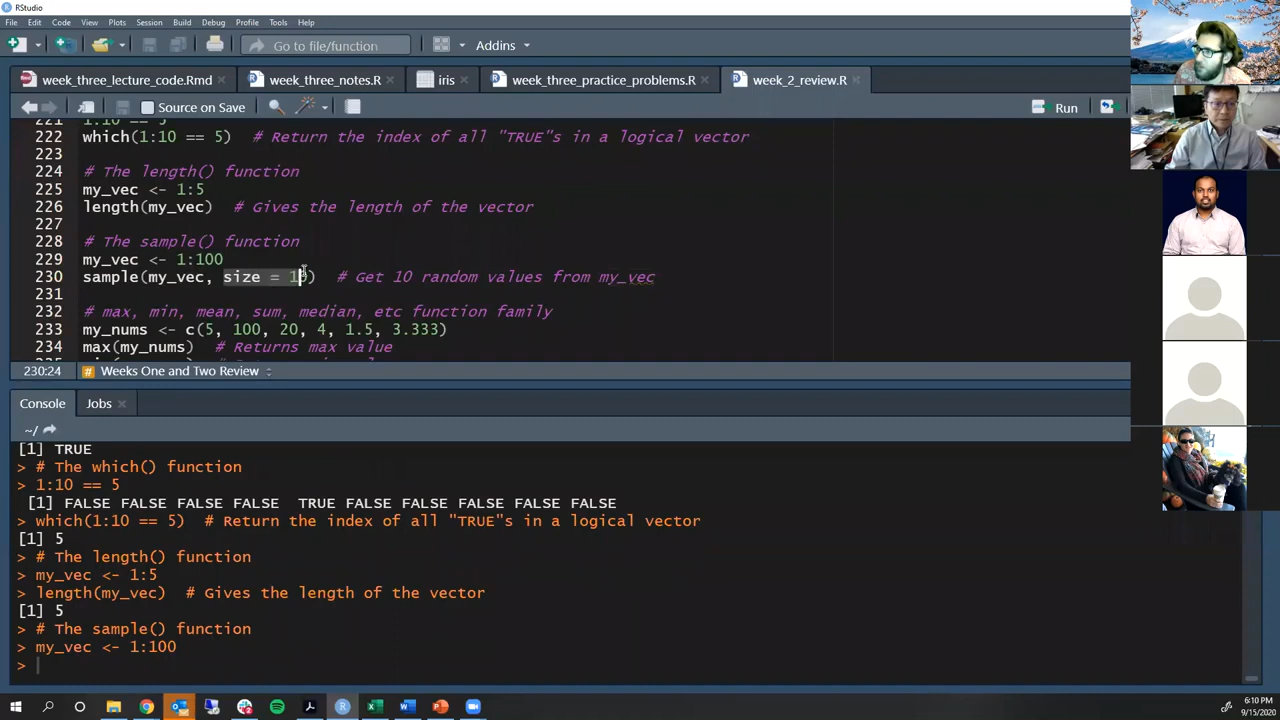 RStudio
File Edit Code View Plots Session Build Debug Profile Tools Help
Go to file/function Addins
week_three_lecture_code.Rmd week_three_notes.R iris week_three_practice_problems.R week_2_review.R
Source on Save Run
221 1:10 == 5
222 which(1:10 == 5) # Return the index of all "TRUE"s in a logical vector
223
224 # The length() function
225 my_vec <- 1:5
226 length(my_vec) # Gives the length of the vector
227
228 # The sample() function
229 my_vec <- 1:100
230 sample(my_vec, size = 10) # Get 10 random values from my_vec
231
232 # max, min, mean, sum, median, etc function family
233 my_nums <- c(5, 100, 20, 4, 1.5, 3.333)
234 max(my_nums) # Returns max value
230:24 # Weeks One and Two Review
Console Jobs
~/
[1] TRUE
> # The which() function
> 1:10 == 5
[1] FALSE FALSE FALSE FALSE TRUE FALSE FALSE FALSE FALSE FALSE
> which(1:10 == 5) # Return the index of all "TRUE"s in a logical vector
[1] 5
> # The length() function
> my_vec <- 1:5
> length(my_vec) # Gives the length of the vector
[1] 5
> # The sample() function
> my_vec <- 1:100
>
6:10 PM
9/15/2020